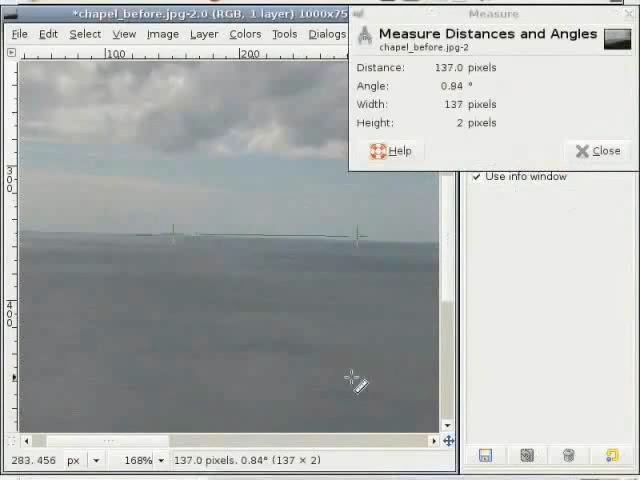 *chapel_before.jpg-2.0 (RGB, 1 layer) 1000x75
Measure
File Edit Select View Image Layer Colors Tools Dialogs
Measure Distances and Angles
chapel_before.jpg-2
100 200
Distance: 137.0 pixels
Angle: 0.84 °
Width: 137 pixels
Height: 2 pixels
Help Close
Use info window
300
400
283. 456 px 168% 137.0 pixels. 0.84° (137 × 2)